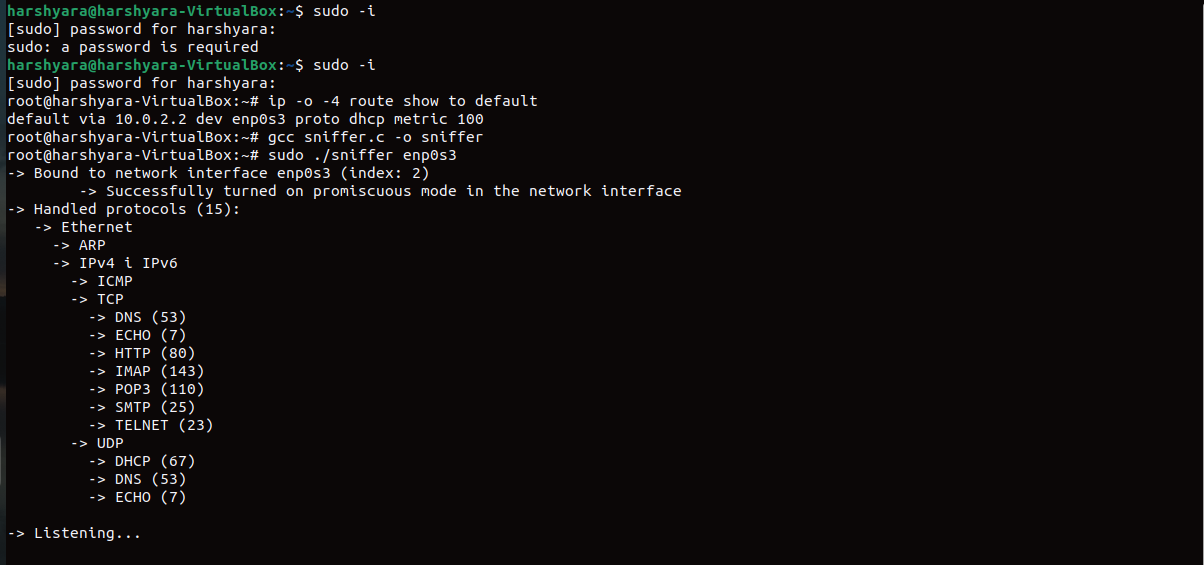 harshyara@harshyara-VirtualBox:~$ sudo -i
[sudo] password for harshyara:
sudo: a password is required
harshyara@harshyara-VirtualBox:~$ sudo -i
[sudo] password for harshyara:
root@harshyara-VirtualBox:~# ip -o -4 route show to default
default via 10.0.2.2 dev enp0s3 proto dhcp metric 100
root@harshyara-VirtualBox:~# gcc sniffer.c -o sniffer
root@harshyara-VirtualBox:~# sudo ./sniffer enp0s3
-> Bound to network interface enp0s3 (index: 2)
-> Successfully turned on promiscuous mode in the network interface
-> Handled protocols (15):
-> Ethernet
-> ARP
-> IPv4 i IPv6
-> ICMP
-> TCP
-> DNS (53)
-> ECHO (7)
-> HTTP (80)
-> IMAP (143)
-> POP3 (110)
-> SMTP (25)
-> TELNET (23)
-> UDP
-> DHCP (67)
-> DNS (53)
-> ECHO (7)
-> Listening...